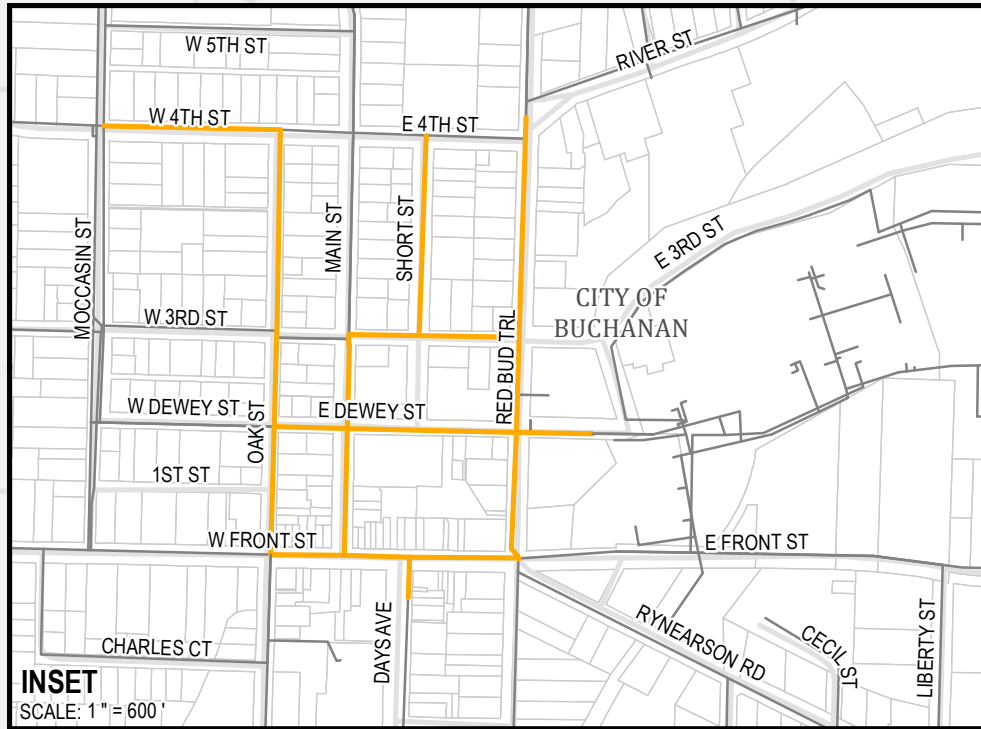 W 5TH ST
RIVER ST
W 4TH ST
E 4TH ST
MOCCASIN ST
MAIN ST
SHORT ST
E 3RD ST
CITY OF
BUCHANAN
W 3RD ST
RED BUD TRL
W DEWEY ST
E DEWEY ST
OAK ST
1ST ST
W FRONT ST
E FRONT ST
DAYS AVE
RYNEARSON RD
CECIL ST
LIBERTY ST
CHARLES CT
INSET
SCALE: 1 " = 600 '